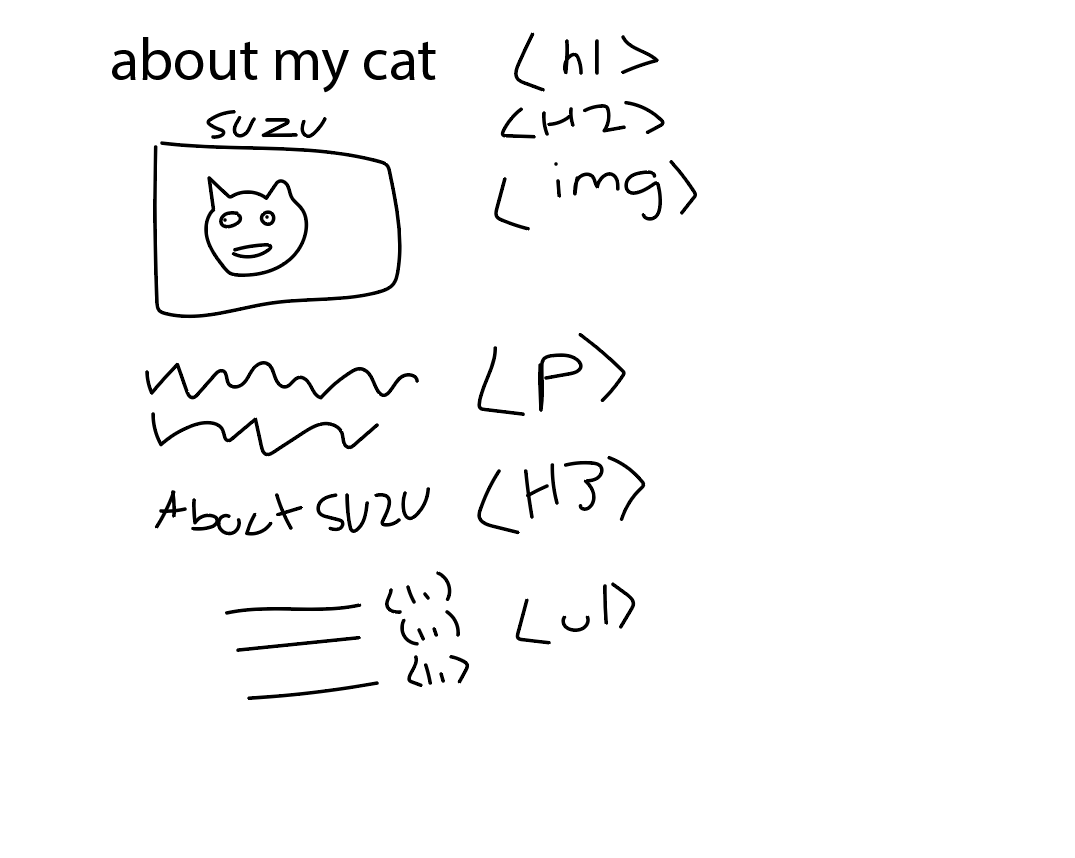 about my cat <h1>
SUZU <H2>
<img>
<P>
About SUZU <H3>
<li>
<li> <ul>
<li>